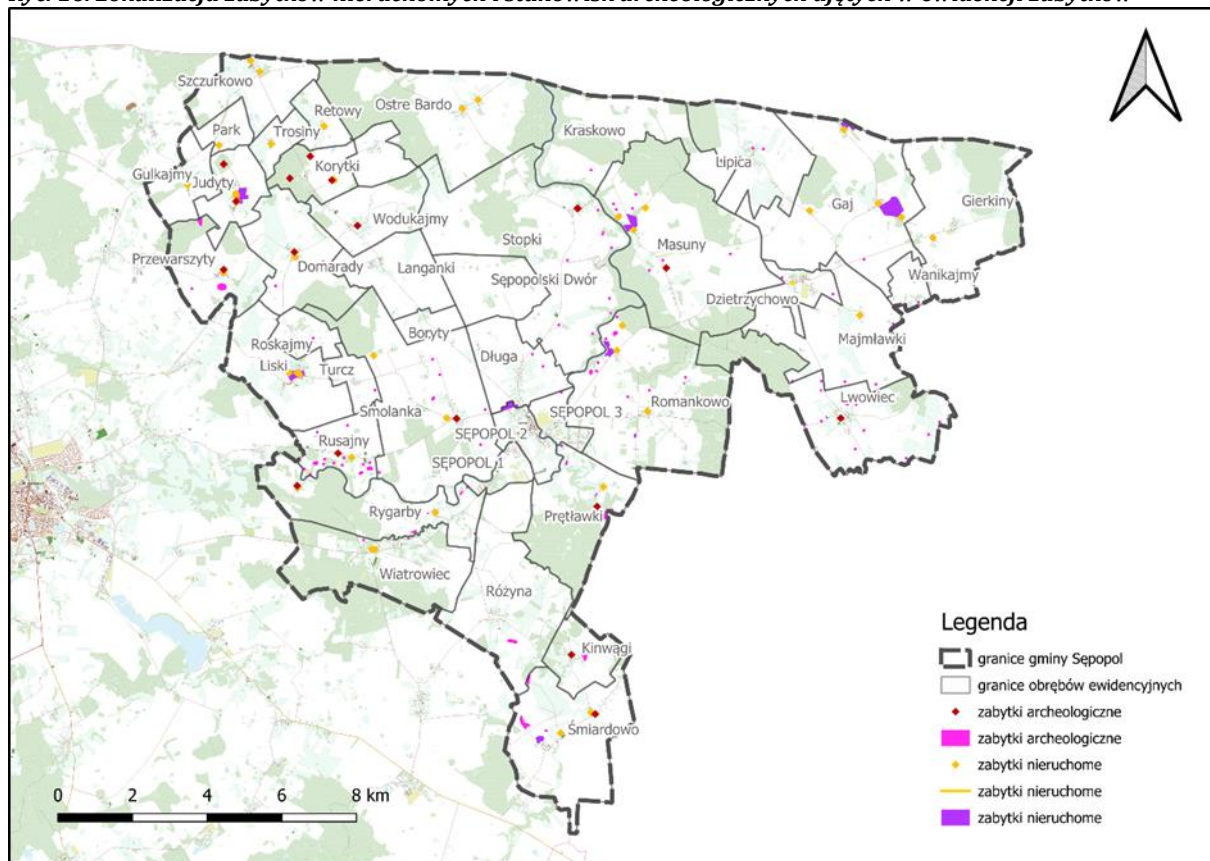 Szczurkowo
Ostre Bardo
Retowy
Park
Trosiny
Kraskowo
Korytki
Lipica
Gulkajmy
Judyty
Gaj
Gierkiny
Wodukajmy
Stopki
Masuny
Przewarszyty
Domarady
Langanki
Sępopolski Dwór
Wanikajmy
Dzietrzychowo
Boryty
Majmławki
Roskajmy
Długa
Liski
Turcz
Lwowiec
Romankowo
Smolanka
SĘPOPOL 3
SĘPOPOL 2
Rusajny
SĘPOPOL 1
Rygarby
Prętławki
Wiatrowiec
Różyna
Kinwągi
Śmiardowo
Legenda
granice gminy Sępopol
granice obrębów ewidencyjnych
zabytki archeologiczne
zabytki archeologiczne
zabytki nieruchome
zabytki nieruchome
zabytki nieruchome
0 2 4 6 8 km